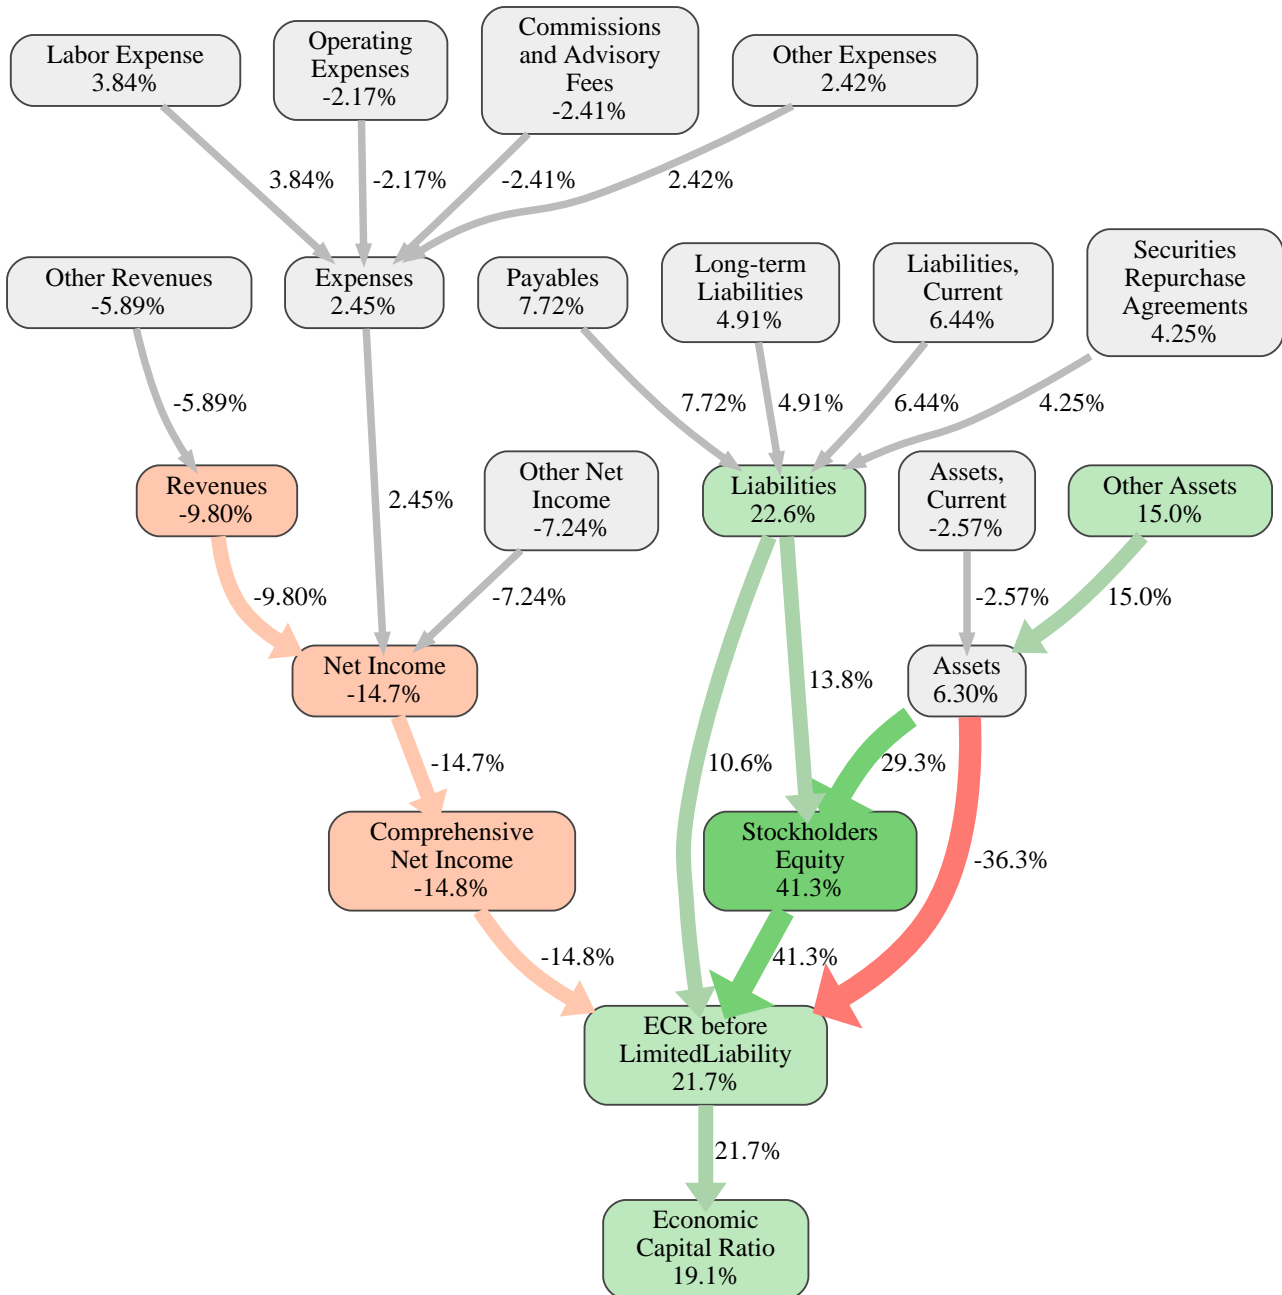 Labor Expense
3.84%
Operating
Expenses
-2.17%
Commissions
and Advisory
Fees
-2.41%
Other Expenses
2.42%
3.84%
-2.17%
-2.41%
2.42%
Other Revenues
-5.89%
Expenses
2.45%
Payables
7.72%
Long-term
Liabilities
4.91%
Liabilities,
Current
6.44%
Securities
Repurchase
Agreements
4.25%
-5.89%
7.72%
4.91%
6.44%
4.25%
Revenues
-9.80%
2.45%
Other Net
Income
-7.24%
Liabilities
22.6%
Assets,
Current
-2.57%
Other Assets
15.0%
-9.80%
-7.24%
-2.57%
15.0%
Net Income
-14.7%
13.8%
Assets
6.30%
-14.7%
10.6%
29.3%
Comprehensive
Net Income
-14.8%
Stockholders
Equity
41.3%
-36.3%
-14.8%
41.3%
ECR before
LimitedLiability
21.7%
21.7%
Economic
Capital Ratio
19.1%